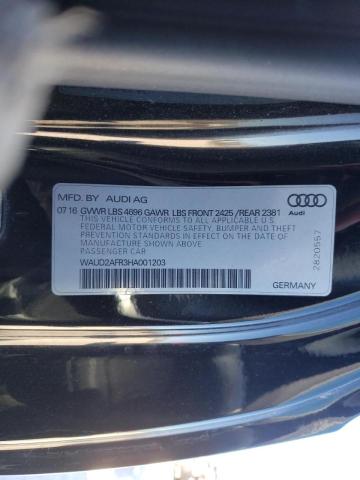 MFD. BY AUDI AG
07 16 GVWR LBS 4696 GAWR LBS FRONT 2425 /REAR 2381
THIS VEHICLE CONFORMS TO ALL APPLICABLE U.S.
FEDERAL MOTOR VEHICLE SAFETY, BUMPER AND THEFT
PREVENTION STANDARDS IN EFFECT ON THE DATE OF
MANUFACTURE SHOWN ABOVE.
PASSENGER CAR
WAUD2AFR3HA001203
Audi
2820557
GERMANY